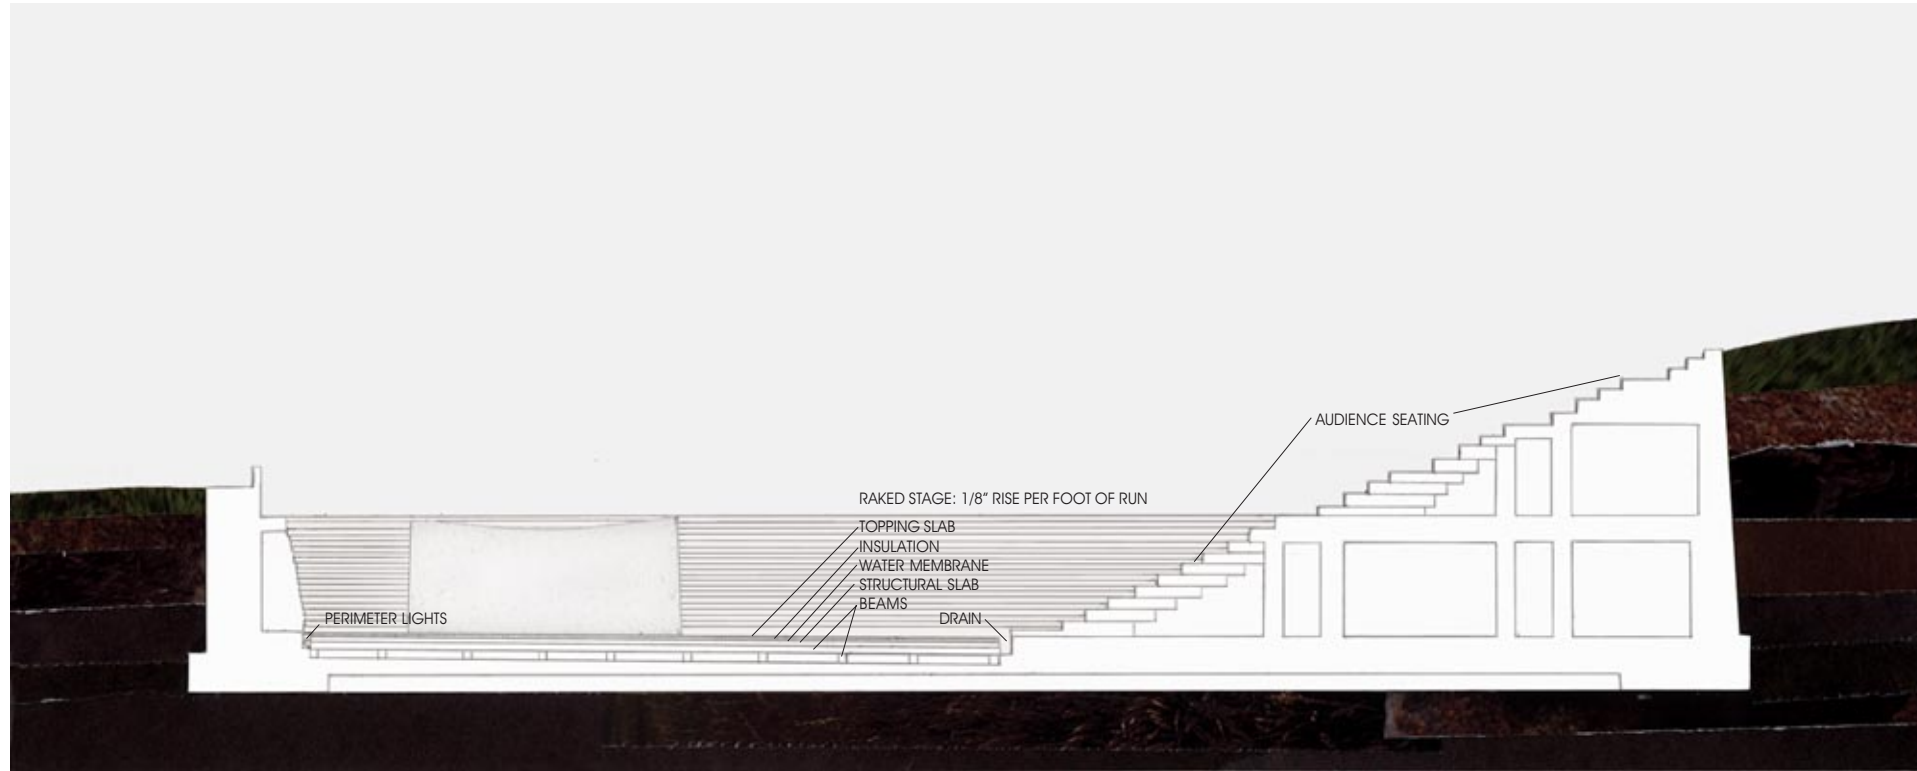 AUDIENCE SEATING
RAKED STAGE: 1/8” RISE PER FOOT OF RUN
TOPPING SLAB
INSULATION
WATER MEMBRANE
STRUCTURAL SLAB
BEAMS
PERIMETER LIGHTS
DRAIN